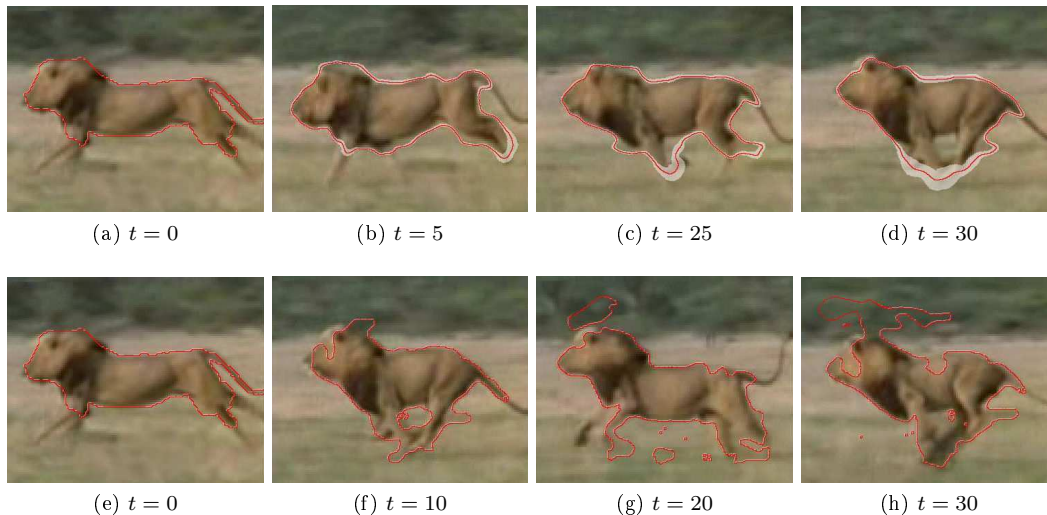 (a) t = 0
(b) t = 5
(c) t = 25
(d) t = 30
(e) t = 0
(f) t = 10
(g) t = 20
(h) t = 30